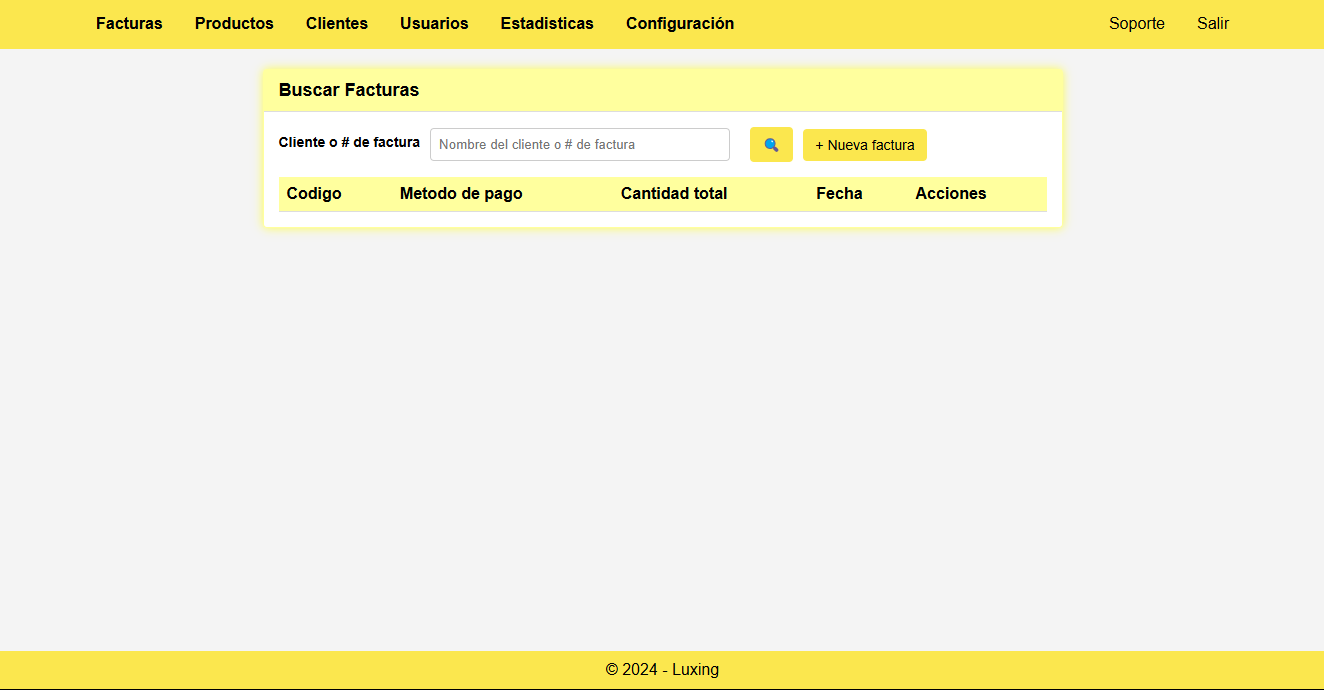 Facturas Productos Clientes Usuarios Estadisticas Configuración Soporte Salir
Buscar Facturas
Cliente o # de factura Nombre del cliente o # de factura + Nueva factura
Codigo Metodo de pago Cantidad total Fecha Acciones
© 2024 - Luxing